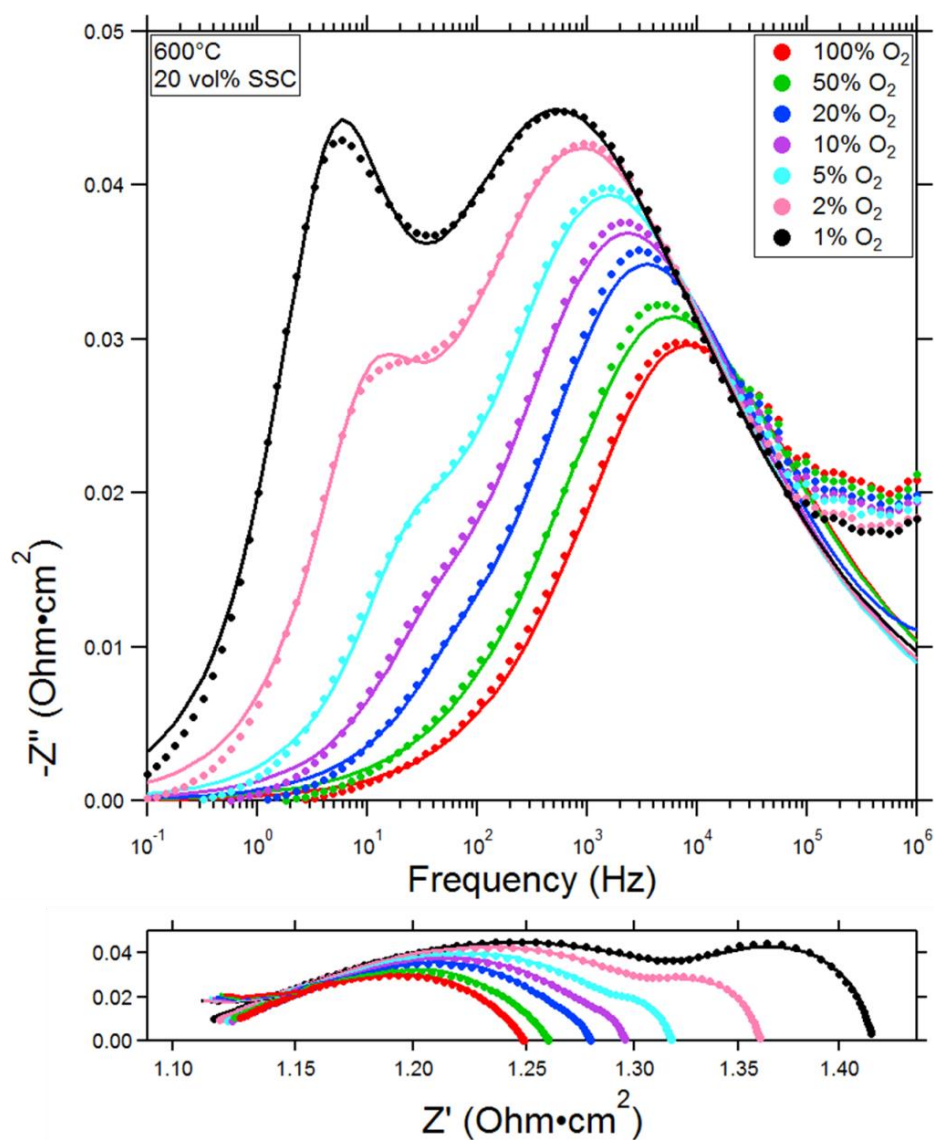 600°C
20 vol% SSC
100% O₂
50% O₂
20% O₂
10% O₂
5% O₂
2% O₂
1% O₂
0.05
0.04
0.03
0.02
0.01
0.00
-Z'' (Ohm•cm²)
10⁻¹ 10⁰ 10¹ 10² 10³ 10⁴ 10⁵ 10⁶
Frequency (Hz)
0.04
0.02
0.00
1.10 1.15 1.20 1.25 1.30 1.35 1.40
Z' (Ohm•cm²)